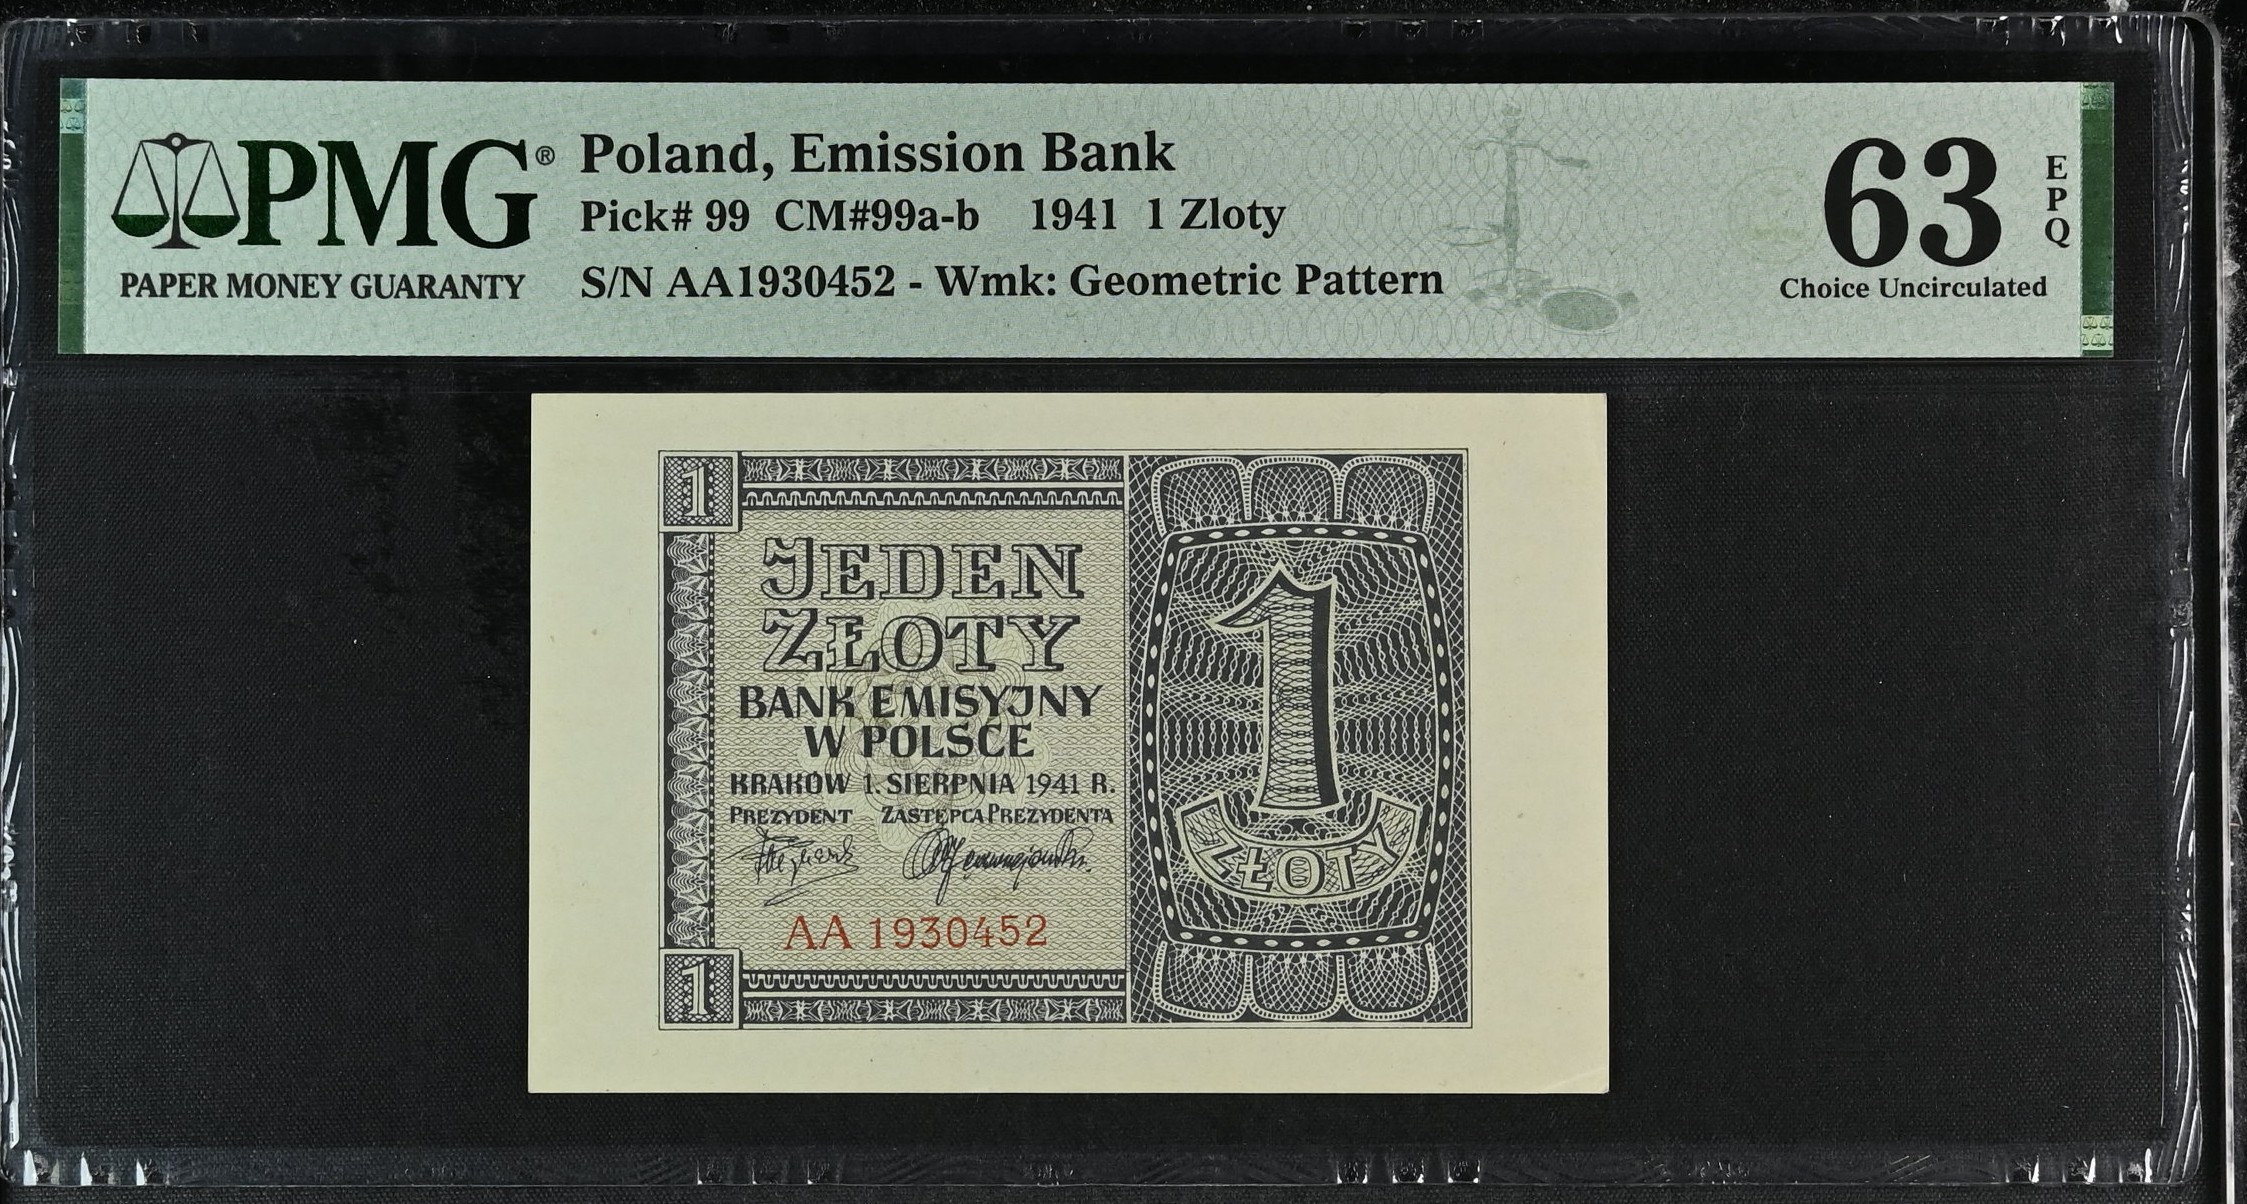 PMG®
PAPER MONEY GUARANTY
Poland, Emission Bank
Pick# 99 CM#99a-b 1941 1 Zloty
S/N AA1930452 - Wmk: Geometric Pattern
63
EPQ
Choice Uncirculated
1
JEDEN
ZŁOTY
BANK EMISYJNY
W POLSCE
KRAKÓW 1. SIERPNIA 1941 R.
PREZYDENT ZASTĘPCA PREZYDENTA
AA 1930452
1
1
ZŁOTY